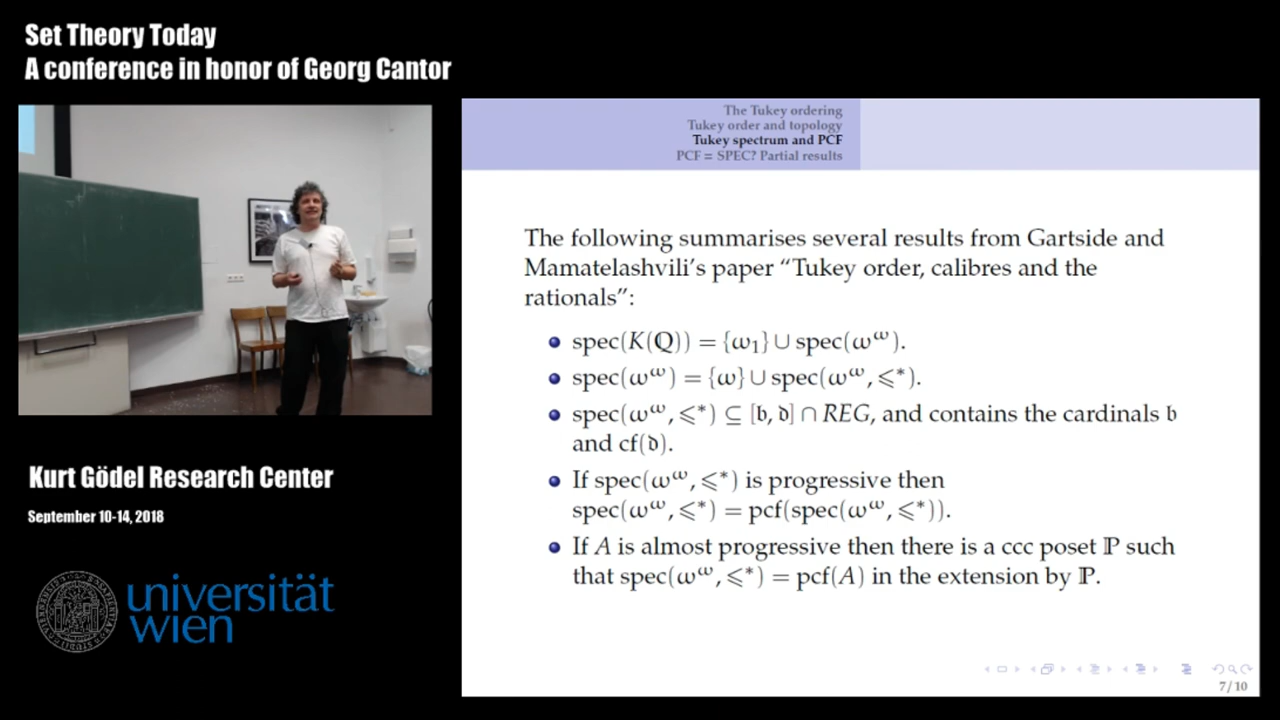 Set Theory Today
A conference in honor of Georg Cantor
The Tukey ordering
Tukey order and topology
Tukey spectrum and PCF
PCF = SPEC? Partial results
The following summarises several results from Gartside and
Mamatelashvili's paper “Tukey order, calibres and the
rationals”:
spec(K(ℚ)) = {ω₁} ∪ spec(ω^ω).
spec(ω^ω) = {ω} ∪ spec(ω^ω, ⩽*).
spec(ω^ω, ⩽*) ⊆ [𝔟, 𝔡] ∩ REG, and contains the cardinals 𝔟
and cf(𝔡).
If spec(ω^ω, ⩽*) is progressive then
spec(ω^ω, ⩽*) = pcf(spec(ω^ω, ⩽*)).
If A is almost progressive then there is a ccc poset ℙ such
that spec(ω^ω, ⩽*) = pcf(A) in the extension by ℙ.
7/10
Kurt Gödel Research Center
September 10-14, 2018
universität
wien